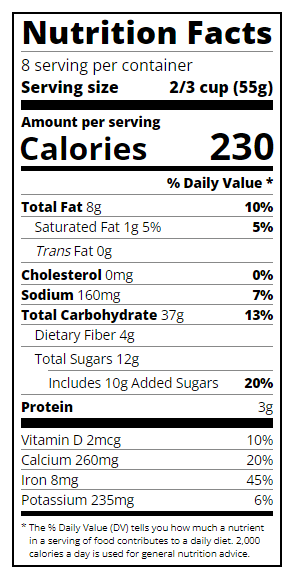 Nutrition Facts
8 serving per container
Serving size 2/3 cup (55g)
Amount per serving
Calories 230
% Daily Value *
Total Fat 8g 10%
Saturated Fat 1g 5% 5%
Trans Fat 0g
Cholesterol 0mg 0%
Sodium 160mg 7%
Total Carbohydrate 37g 13%
Dietary Fiber 4g
Total Sugars 12g
Includes 10g Added Sugars 20%
Protein 3g
Vitamin D 2mcg 10%
Calcium 260mg 20%
Iron 8mg 45%
Potassium 235mg 6%
* The % Daily Value (DV) tells you how much a nutrient
in a serving of food contributes to a daily diet. 2,000
calories a day is used for general nutrition advice.